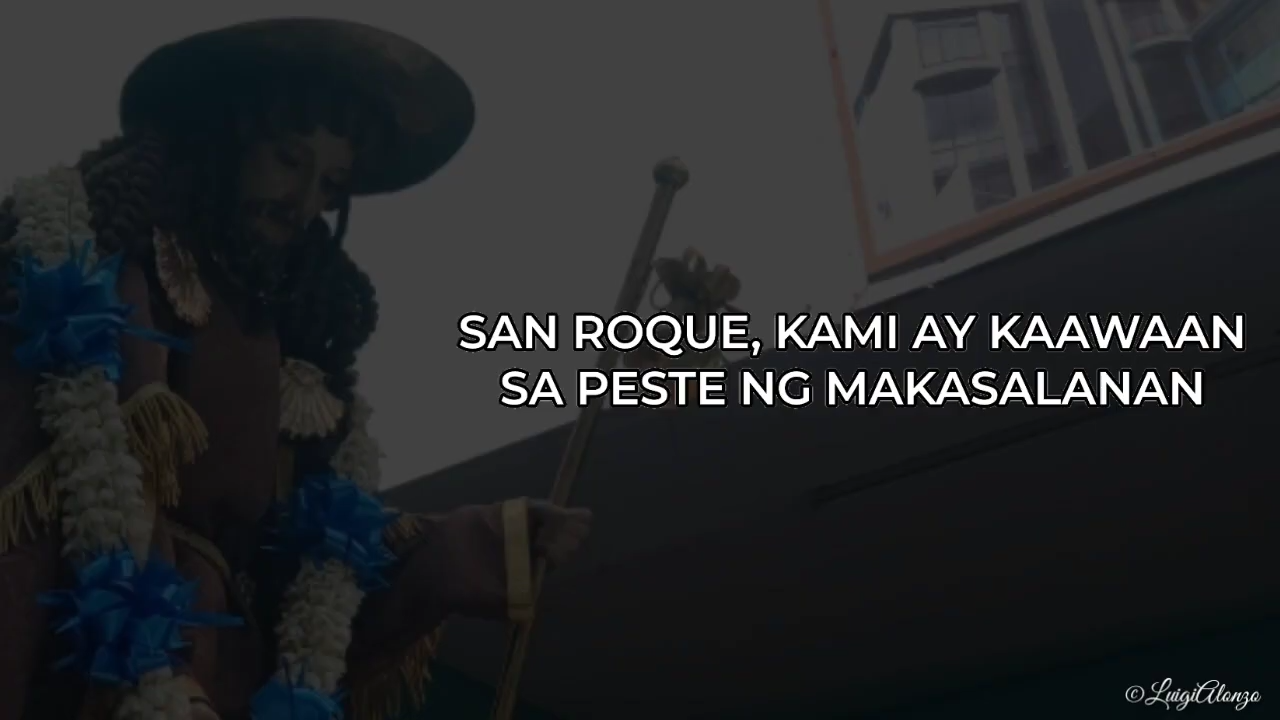 SAN ROQUE, KAMI AY KAAWAAN
SA PESTE NG MAKASALANAN
© LuigiAlonzo